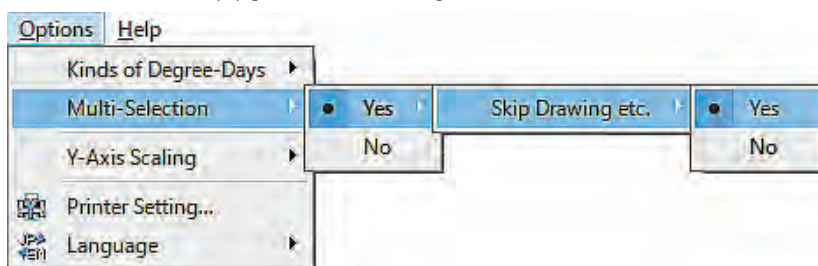 Options Help
Kinds of Degree-Days
Multi-Selection Yes Skip Drawing etc. Yes
Y-Axis Scaling No No
Printer Setting...
Language